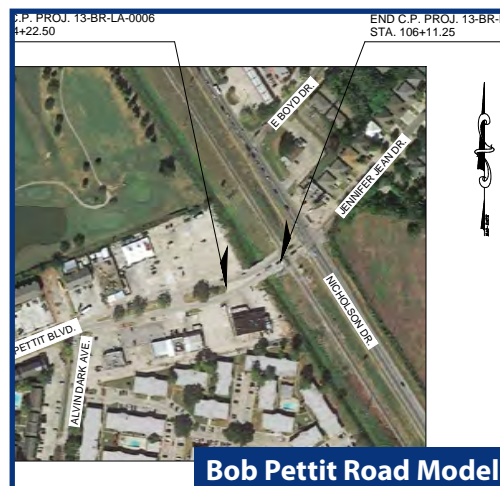 C.P. PROJ. 13-BR-LA-0006
4+22.50
END C.P. PROJ. 13-BR-
STA. 106+11.25
E BOYD DR.
JENNIFER JEAN DR.
NICHOLSON DR.
PETTIT BLVD.
ALVIN DARK AVE.
Bob Pettit Road Model